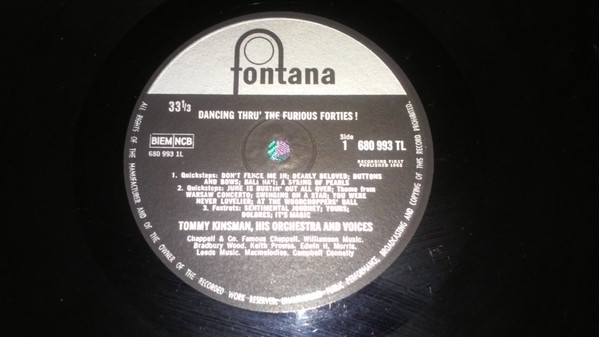 fontana
33 1/3
DANCING THRU' THE FURIOUS FORTIES!
BIEM NCB
680 993 1L
Side
1 680 993 TL
RECORDING FIRST
PUBLISHED
1. Quicksteps: DON'T FENCE ME IN; DEARLY BELOVED; BUTTONS
AND BOWS; BALI HA'I; A STRING OF PEARLS
2. Quicksteps: JUNE IS BUSTIN' OUT ALL OVER; Theme from
WARSAW CONCERTO; SWINGING ON A STAR; YOU WERE
NEVER LOVELIER; AT THE WOODCHOPPERS' BALL
3. Foxtrots: SENTIMENTAL JOURNEY; YOURS;
DOLORES; IT'S MAGIC
TOMMY KINSMAN, HIS ORCHESTRA AND VOICES
Chappell & Co. Famous Chappell. Williamson Music.
Bradbury Wood. Keith Prowse. Edwin H. Morris.
Leeds Music. Macmelodies. Campbell Connelly
ALL RIGHTS OF THE MANUFACTURER AND OF THE OWNER OF THE RECORDED WORK RESERVED. UNAUTHORISED PUBLIC PERFORMANCE, BROADCASTING AND COPYING OF THIS RECORD PROHIBITED.